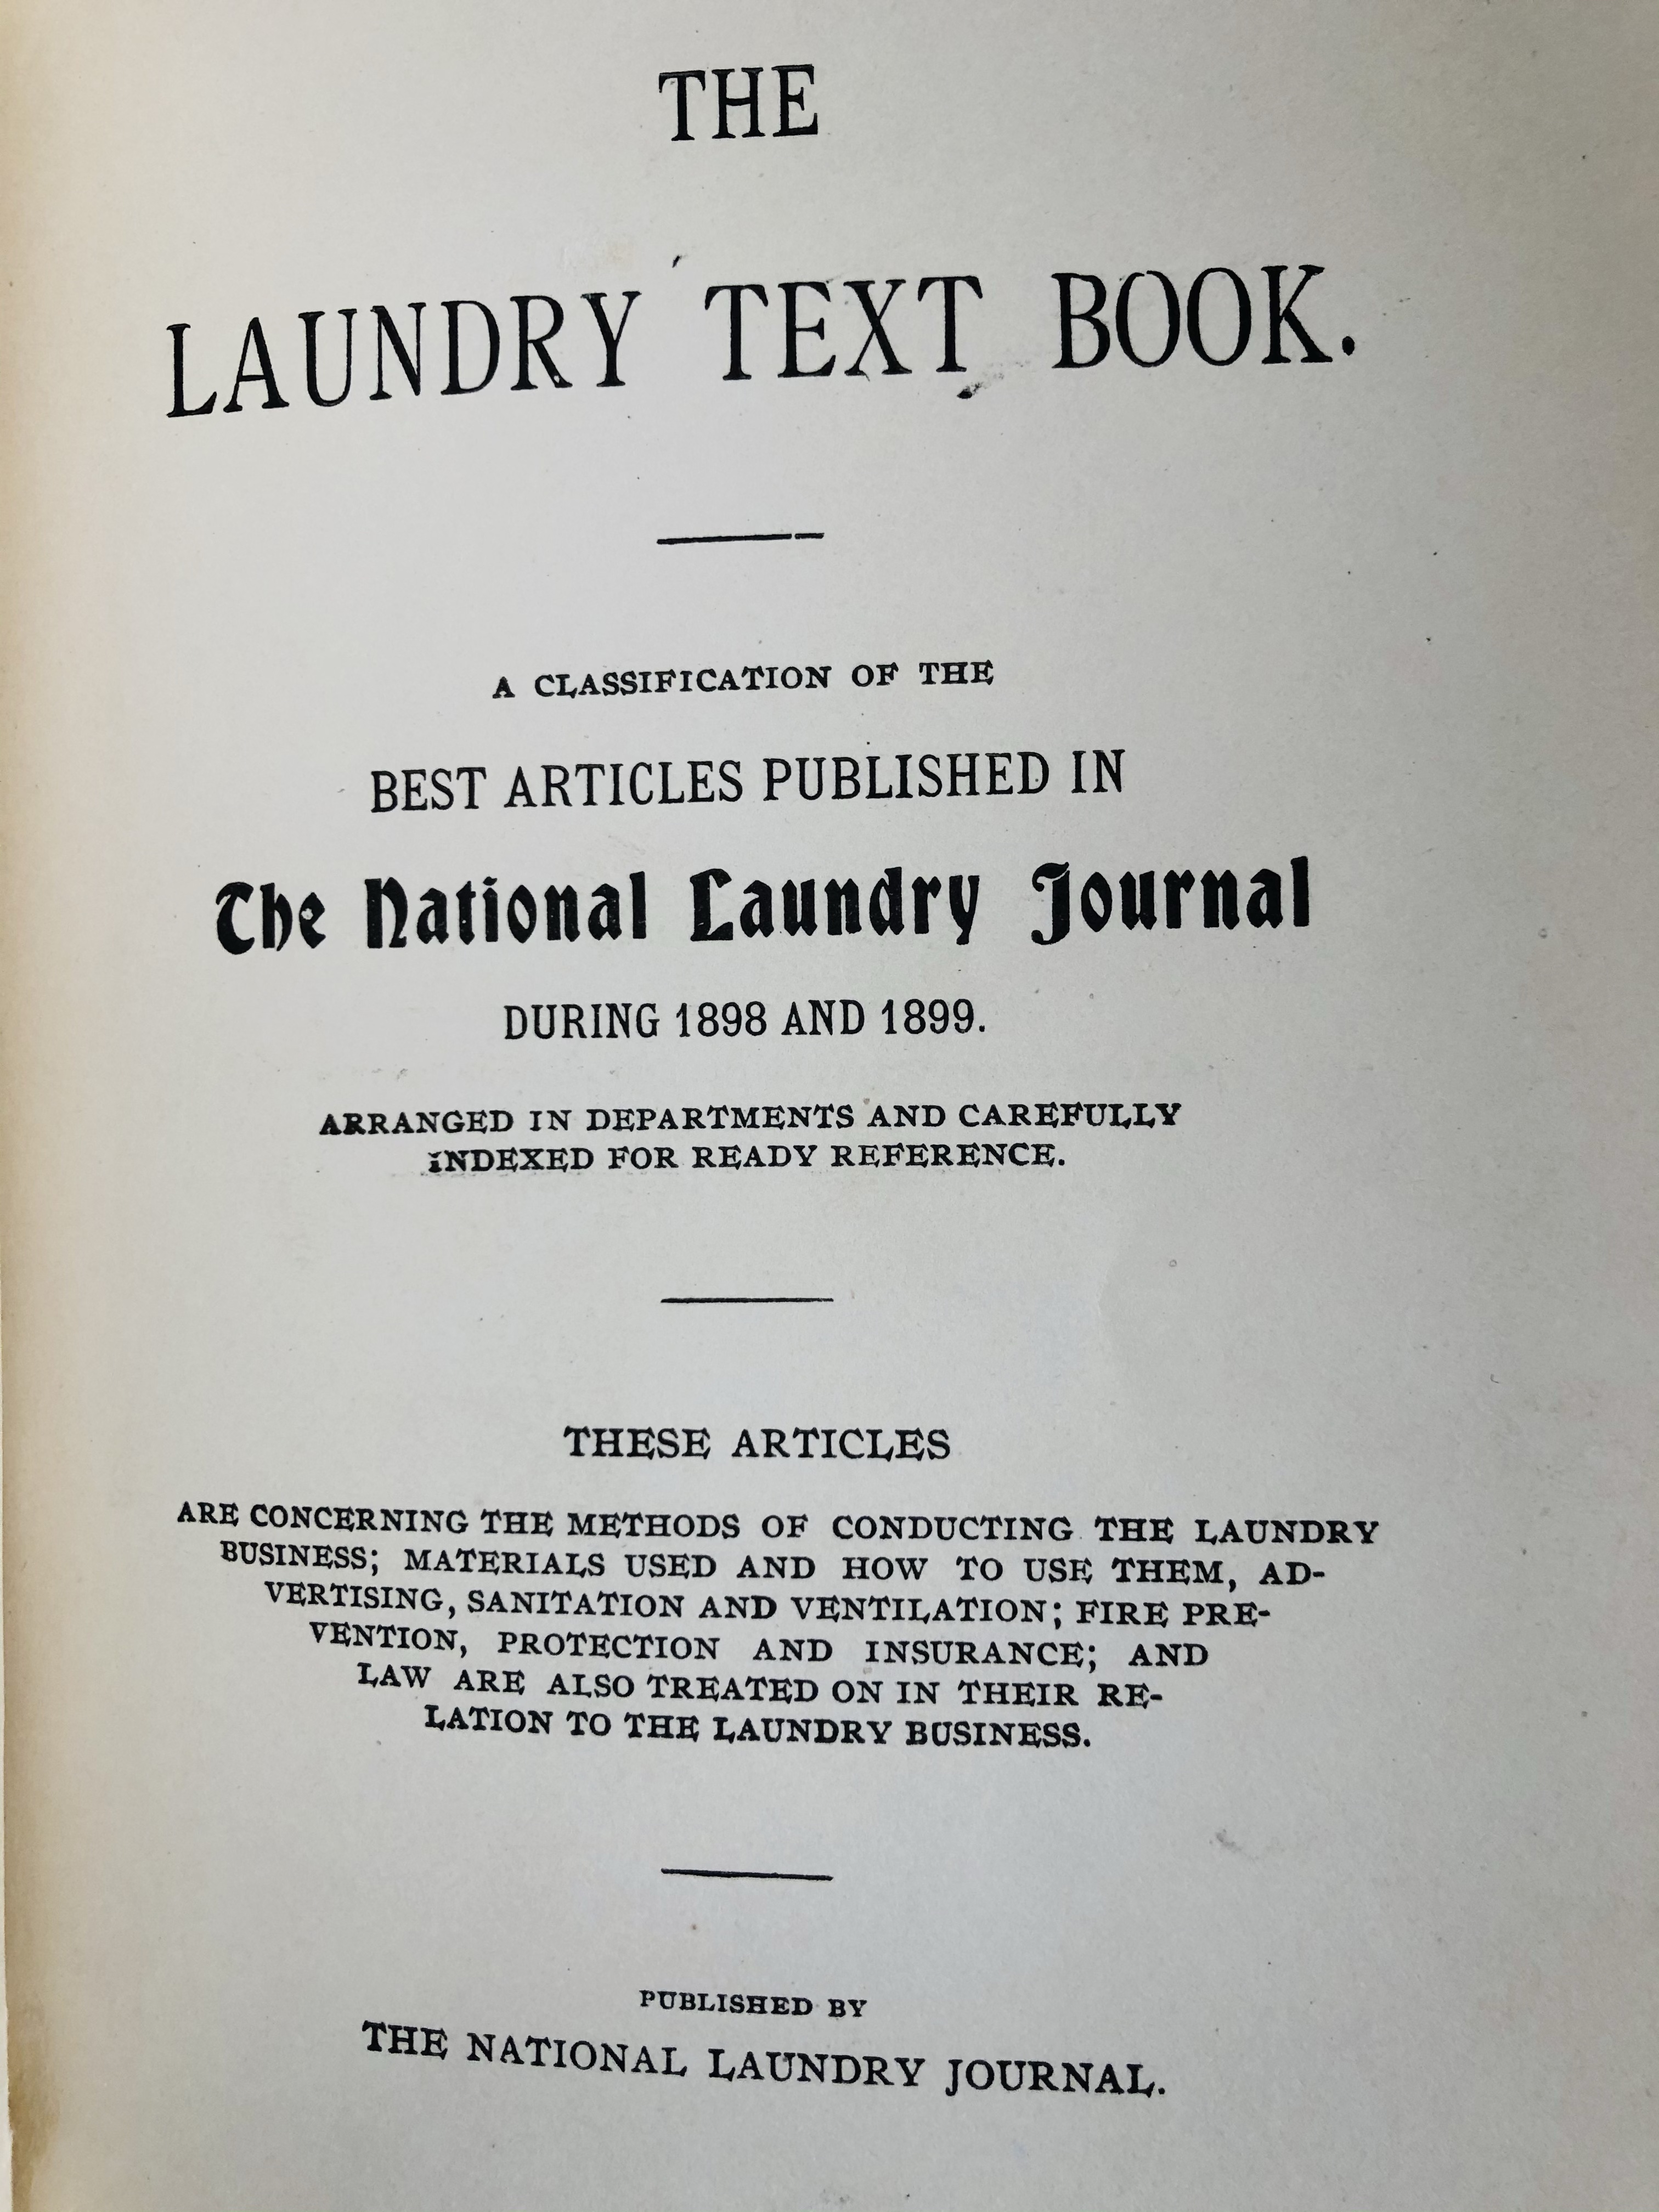 THE
LAUNDRY TEXT BOOK.
A CLASSIFICATION OF THE
BEST ARTICLES PUBLISHED IN
The National Laundry Journal
DURING 1898 AND 1899.
ARRANGED IN DEPARTMENTS AND CAREFULLY
INDEXED FOR READY REFERENCE.
THESE ARTICLES
ARE CONCERNING THE METHODS OF CONDUCTING THE LAUNDRY
BUSINESS; MATERIALS USED AND HOW TO USE THEM, AD-
VERTISING, SANITATION AND VENTILATION; FIRE PRE-
VENTION, PROTECTION AND INSURANCE; AND
LAW ARE ALSO TREATED ON IN THEIR RE-
LATION TO THE LAUNDRY BUSINESS.
PUBLISHED BY
THE NATIONAL LAUNDRY JOURNAL.